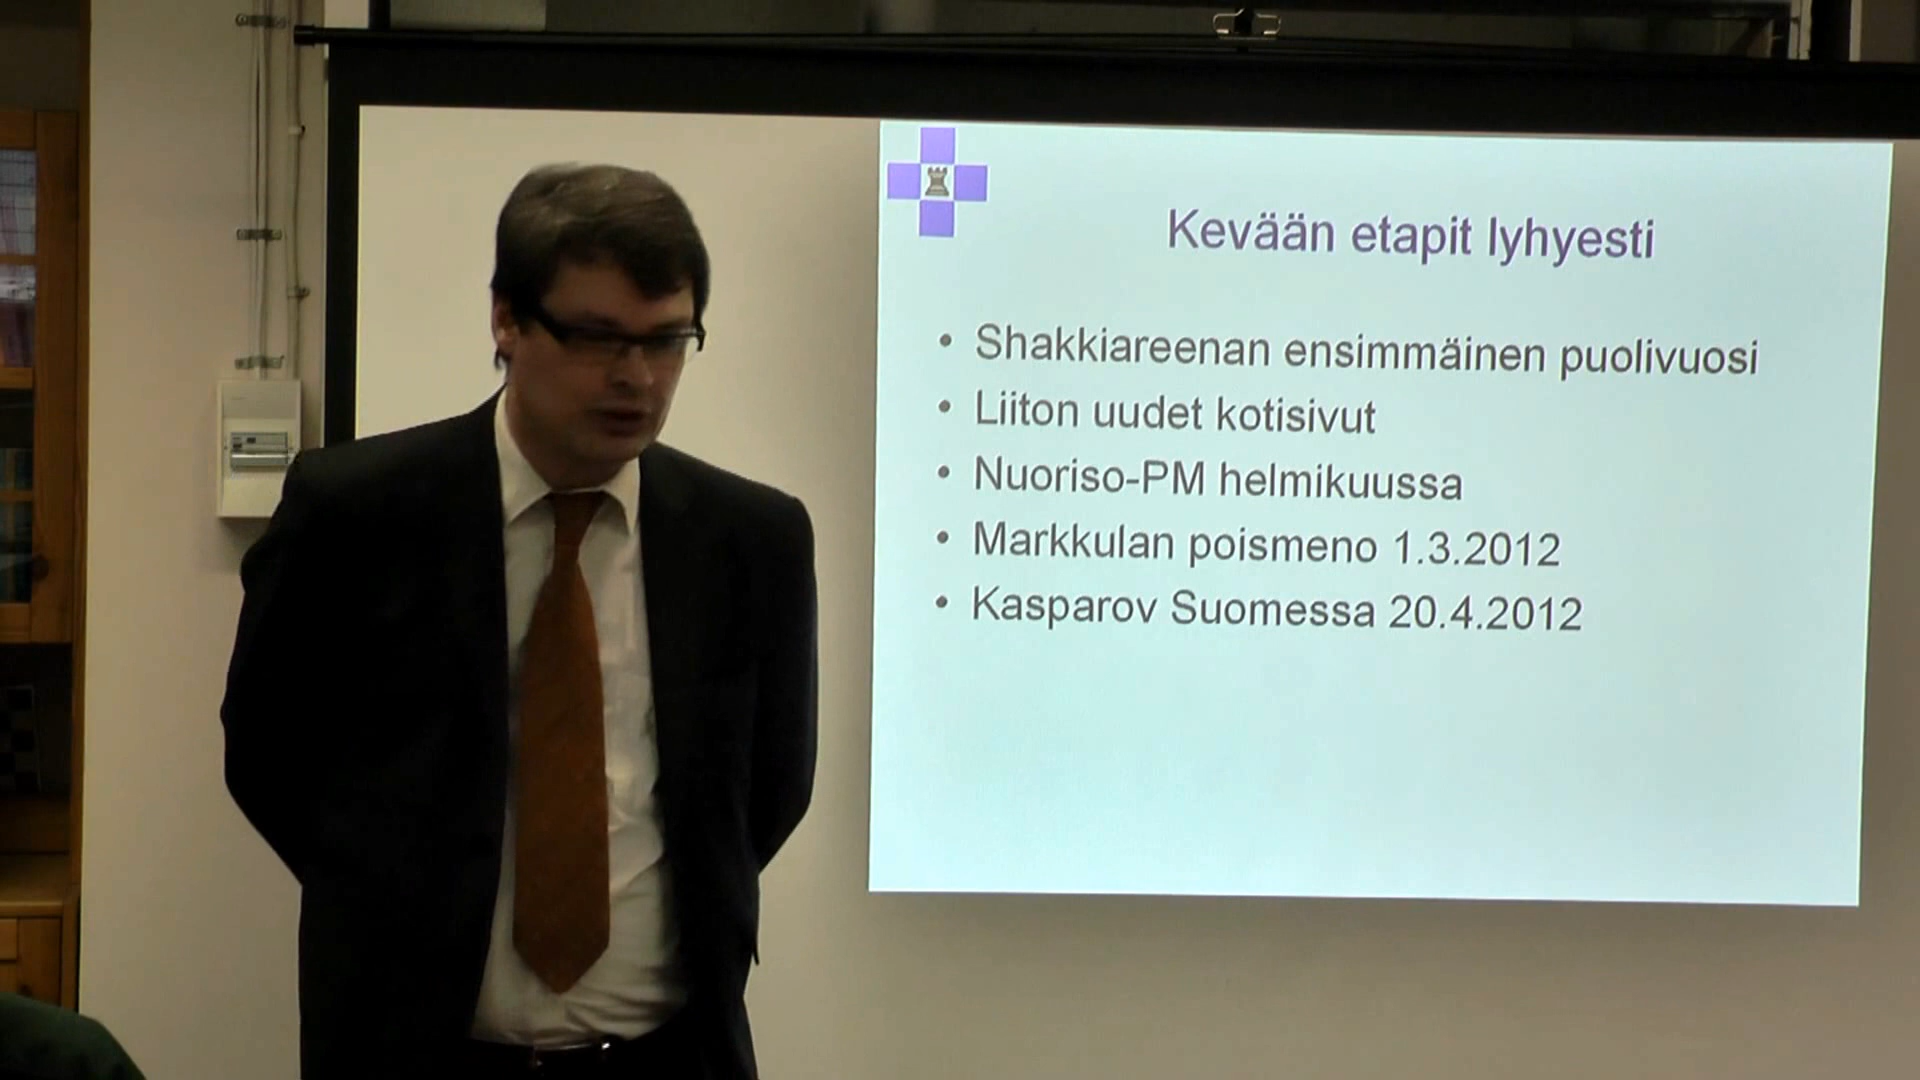 Kevään etapit lyhyesti
• Shakkiareenan ensimmäinen puolivuosi
• Liiton uudet kotisivut
• Nuoriso-PM helmikuussa
• Markkulan poismeno 1.3.2012
• Kasparov Suomessa 20.4.2012